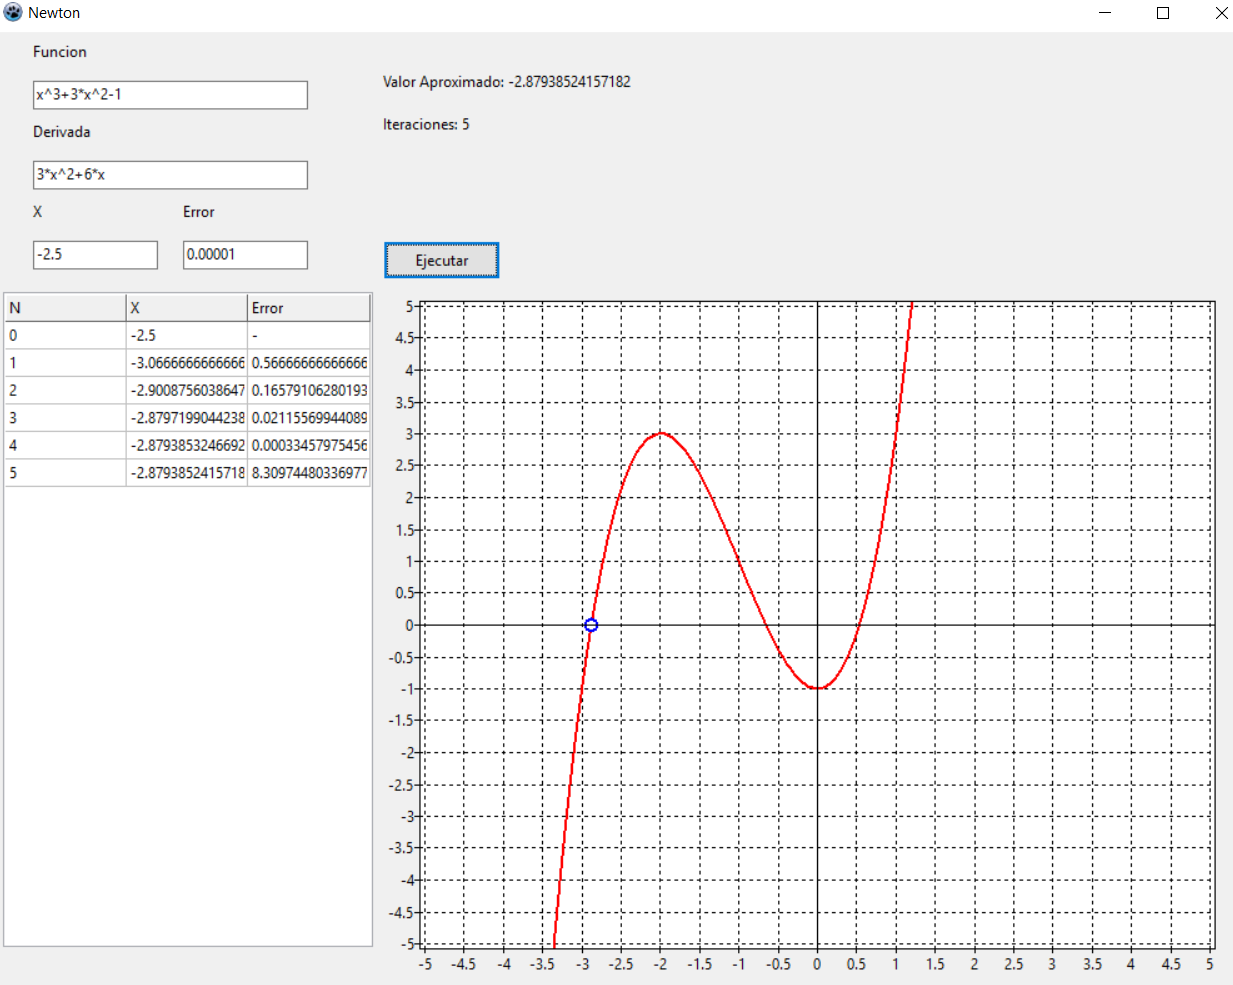 Newton
Funcion
x^3+3*x^2-1
Derivada
3*x^2+6*x
X Error
-2.5 0.00001
Valor Aproximado: -2.87938524157182
Iteraciones: 5
Ejecutar
N X Error
0 -2.5 -
1 -3.0666666666666 0.56666666666666
2 -2.9008756038647 0.16579106280193
3 -2.8797199044238 0.02115569944089
4 -2.8793853246692 0.00033457975456
5 -2.8793852415718 8.30974480336977
5
4.5
4
3.5
3
2.5
2
1.5
1
0.5
0
-0.5
-1
-1.5
-2
-2.5
-3
-3.5
-4
-4.5
-5
-5 -4.5 -4 -3.5 -3 -2.5 -2 -1.5 -1 -0.5 0 0.5 1 1.5 2 2.5 3 3.5 4 4.5 5